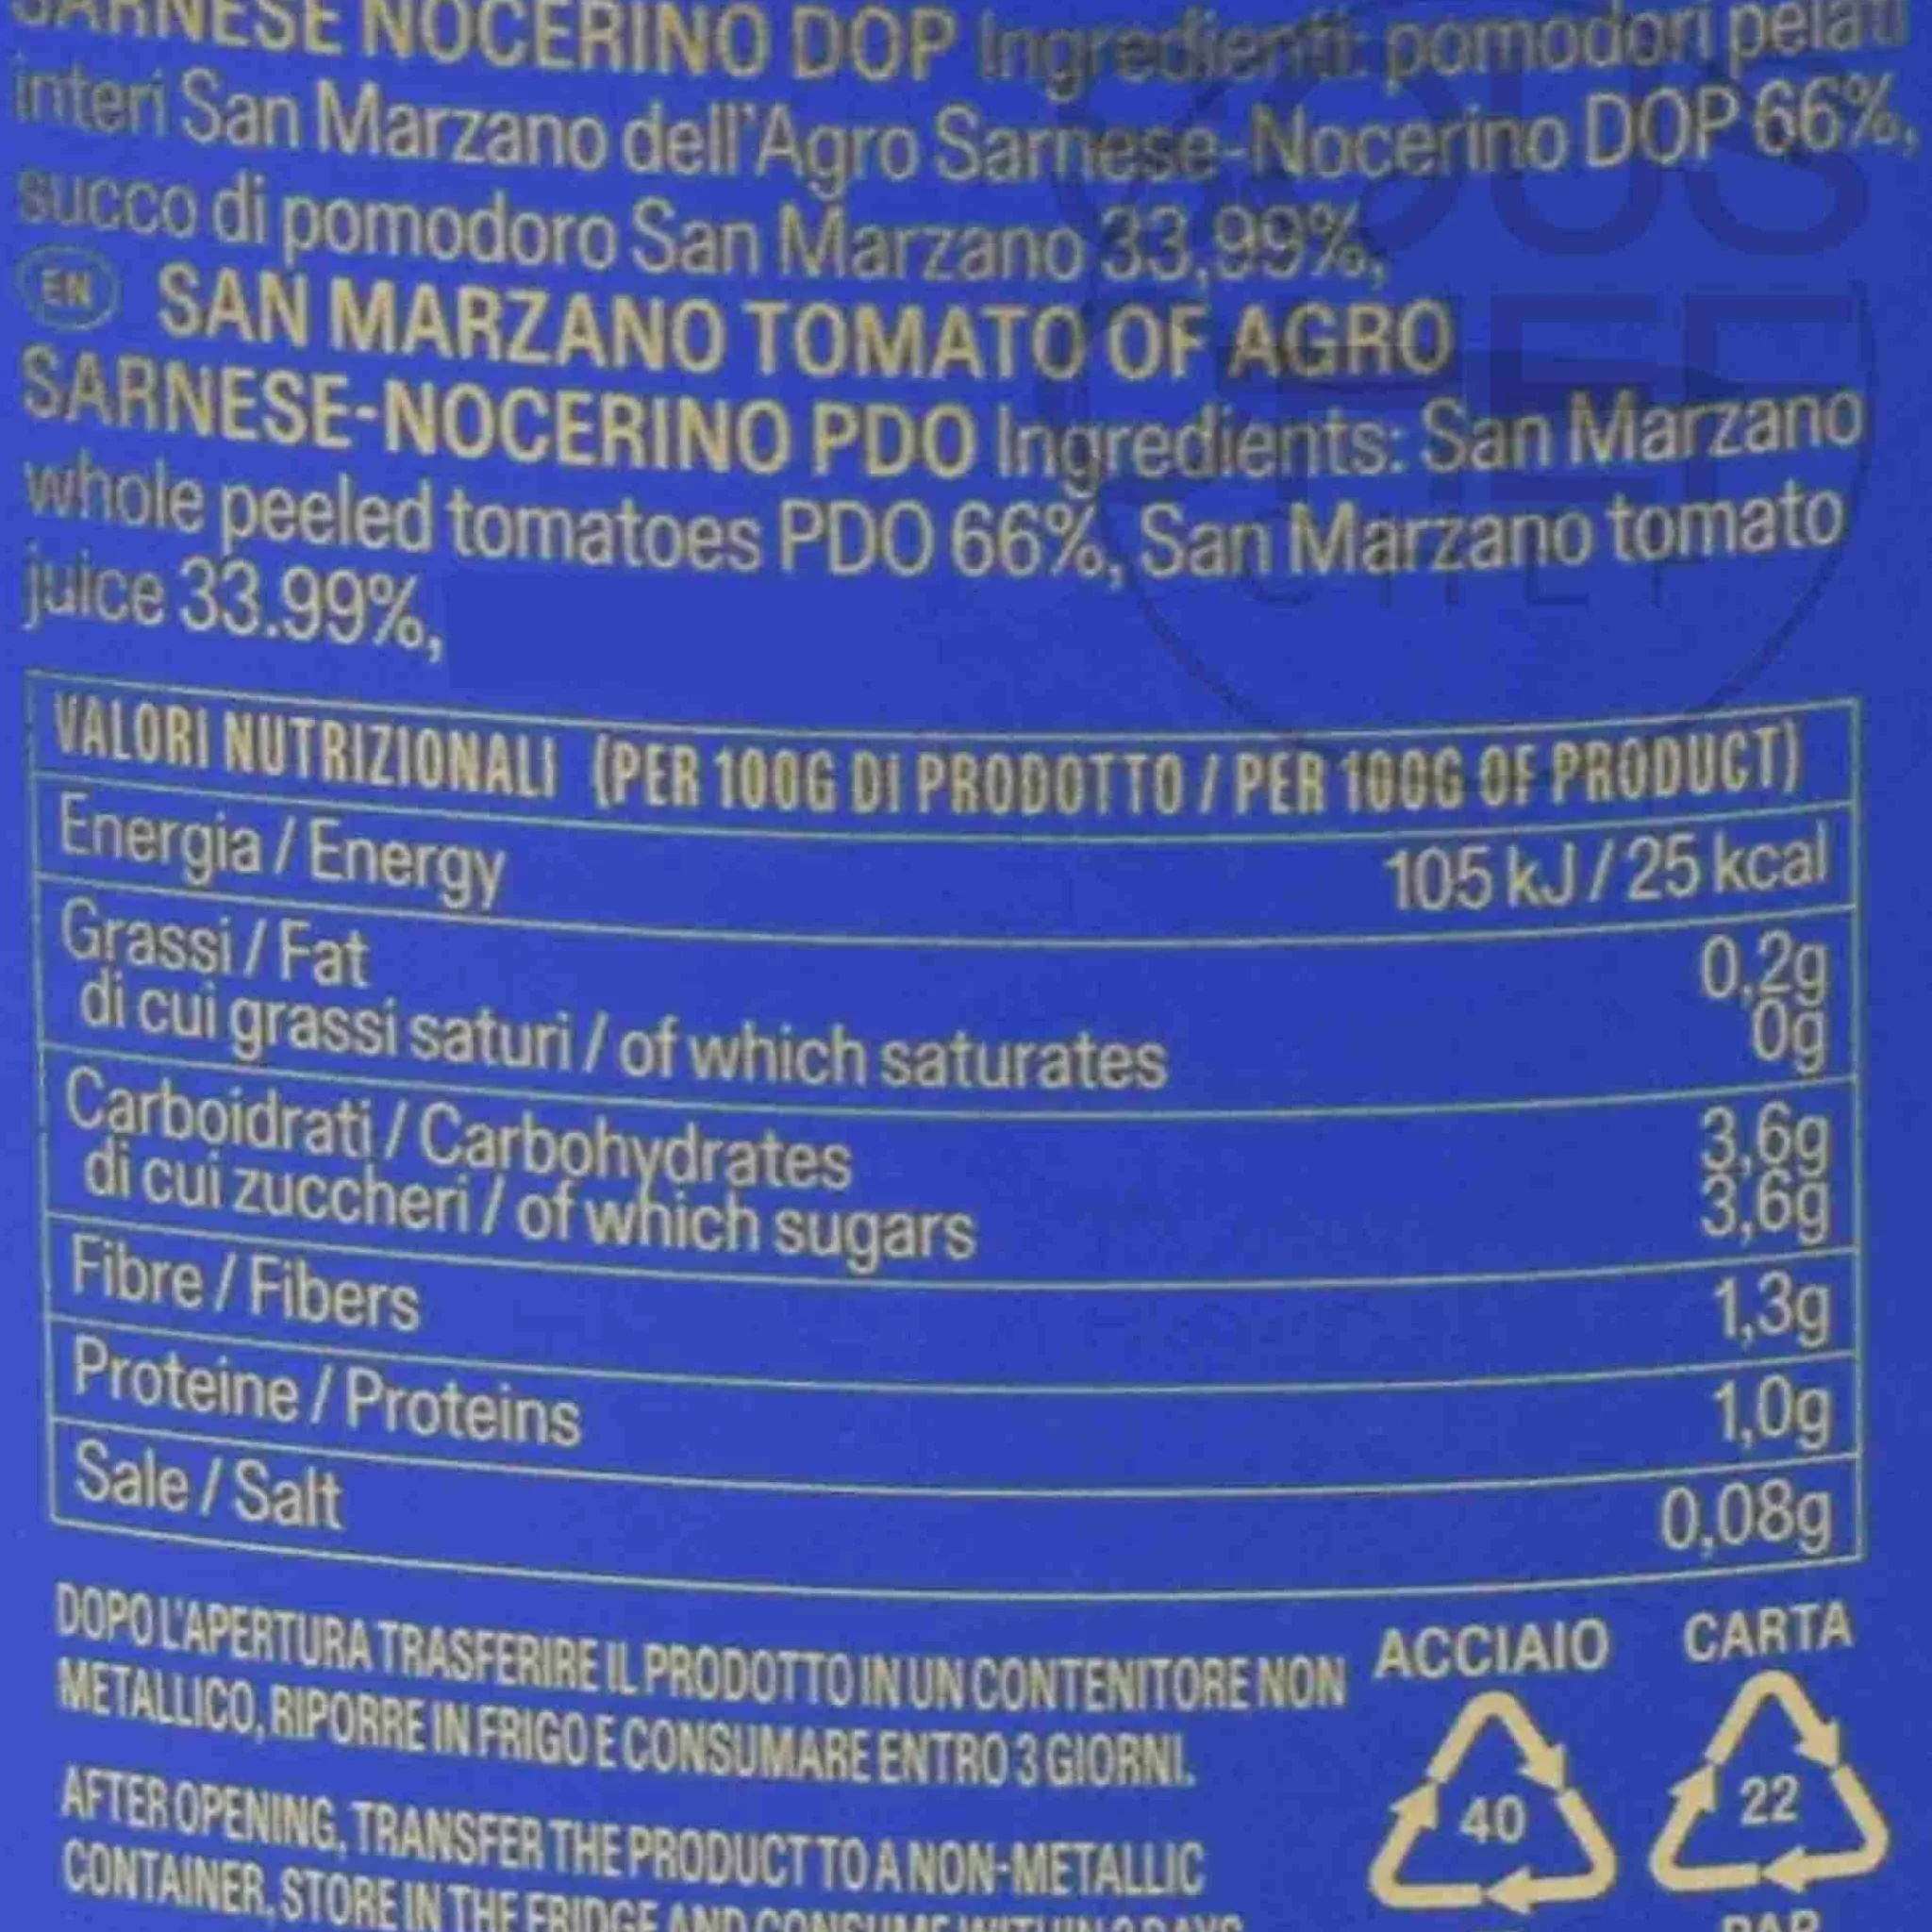 SARNESE NOCERINO DOP Ingredienti: pomodori pelati
interi San Marzano dell'Agro Sarnese-Nocerino DOP 66%,
succo di pomodoro San Marzano 33,99%,
EN SAN MARZANO TOMATO OF AGRO
SARNESE-NOCERINO PDO Ingredients: San Marzano
whole peeled tomatoes PDO 66%, San Marzano tomato
juice 33.99%,
VALORI NUTRIZIONALI (PER 100G DI PRODOTTO / PER 100G OF PRODUCT)
Energia / Energy 105 kJ / 25 kcal
Grassi / Fat 0,2g
di cui grassi saturi / of which saturates 0g
Carboidrati / Carbohydrates 3,6g
di cui zuccheri / of which sugars 3,6g
Fibre / Fibers 1,3g
Proteine / Proteins 1,0g
Sale / Salt 0,08g
DOPO L'APERTURA TRASFERIRE IL PRODOTTO IN UN CONTENITORE NON
METALLICO, RIPORRE IN FRIGO E CONSUMARE ENTRO 3 GIORNI.
AFTER OPENING, TRANSFER THE PRODUCT TO A NON-METALLIC
CONTAINER, STORE IN THE FRIDGE AND CONSUME WITHIN 3 DAYS
ACCIAIO CARTA
40 22
PAP